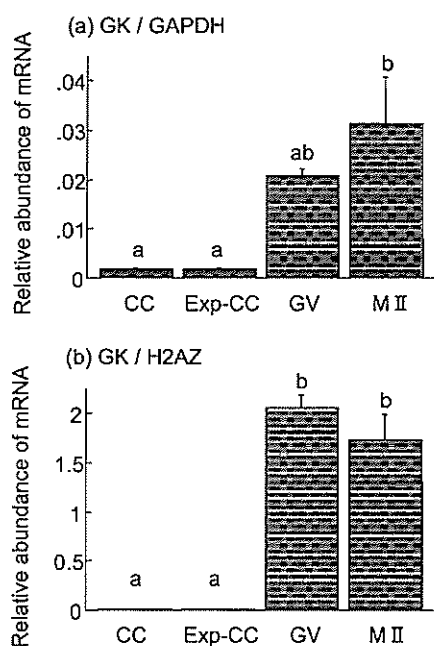 (a) GK / GAPDH
Relative abundance of mRNA
.04
.03
.02
.01
0
a
a
ab
b
CC
Exp-CC
GV
M II
(b) GK / H2AZ
Relative abundance of mRNA
2
1.5
1
0.5
0
a
a
b
b
CC
Exp-CC
GV
M II